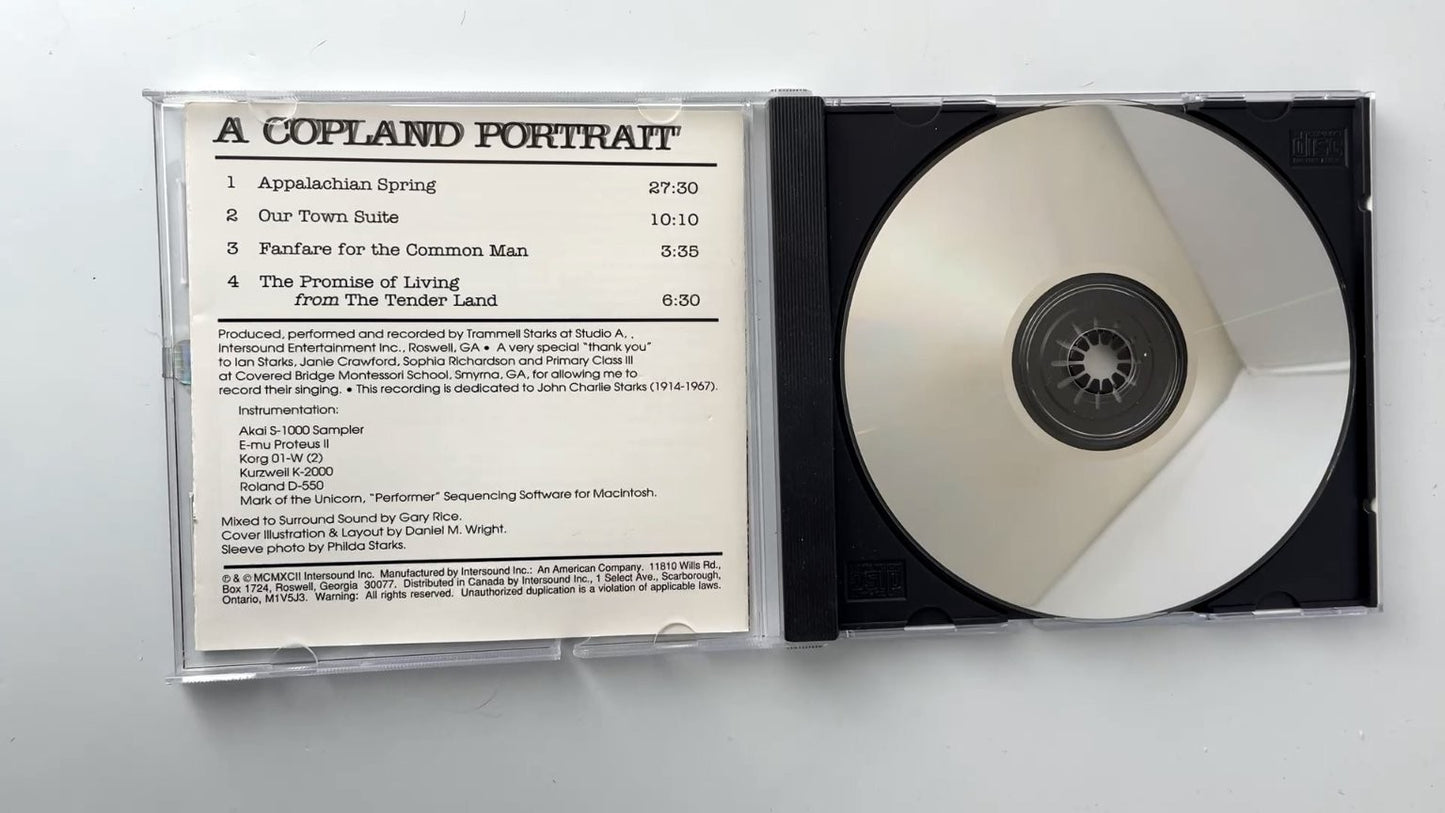 A COPLAND PORTRAIT
1 Appalachian Spring 27:30
2 Our Town Suite 10:10
3 Fanfare for the Common Man 3:35
4 The Promise of Living
from The Tender Land 6:30
Produced, performed and recorded by Trammell Starks at Studio A, .
Intersound Entertainment Inc., Roswell, GA • A very special "thank you"
to Ian Starks, Janie Crawford, Sophia Richardson and Primary Class III
at Covered Bridge Montessori School, Smyrna, GA, for allowing me to
record their singing. • This recording is dedicated to John Charlie Starks (1914-1967).
Instrumentation:
Akai S-1000 Sampler
E-mu Proteus II
Korg 01-W (2)
Kurzweil K-2000
Roland D-550
Mark of the Unicorn, "Performer" Sequencing Software for Macintosh.
Mixed to Surround Sound by Gary Rice.
Cover Illustration & Layout by Daniel M. Wright.
Sleeve photo by Philda Starks.
℗ & © MCMXCII Intersound Inc. Manufactured by Intersound Inc.: An American Company. 11810 Wills Rd.,
Box 1724, Roswell, Georgia 30077. Distributed in Canada by Intersound Inc., 1 Select Ave., Scarborough,
Ontario, M1V5J3. Warning: All rights reserved. Unauthorized duplication is a violation of applicable laws.
disc
disc